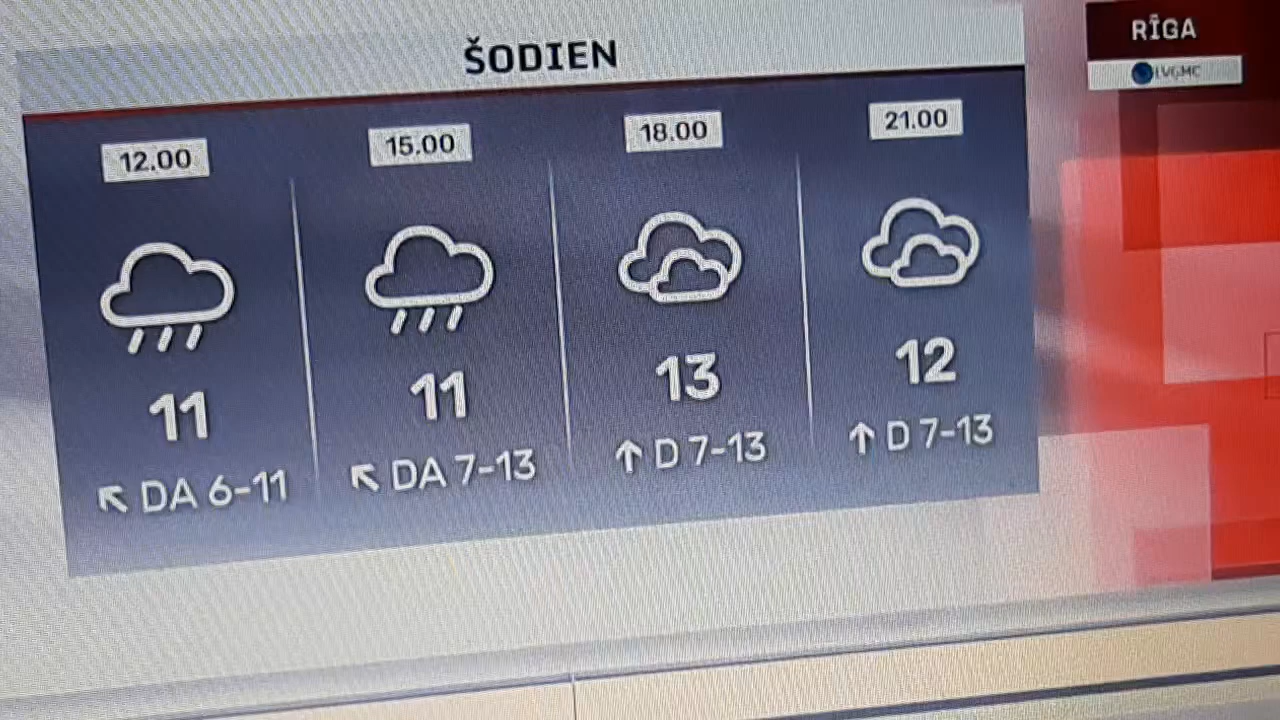 ŠODIEN
RĪGA
LVĢMC
12.00
15.00
18.00
21.00
11
11
13
12
↖ DA 6-11
↖ DA 7-13
↑ D 7-13
↑ D 7-13